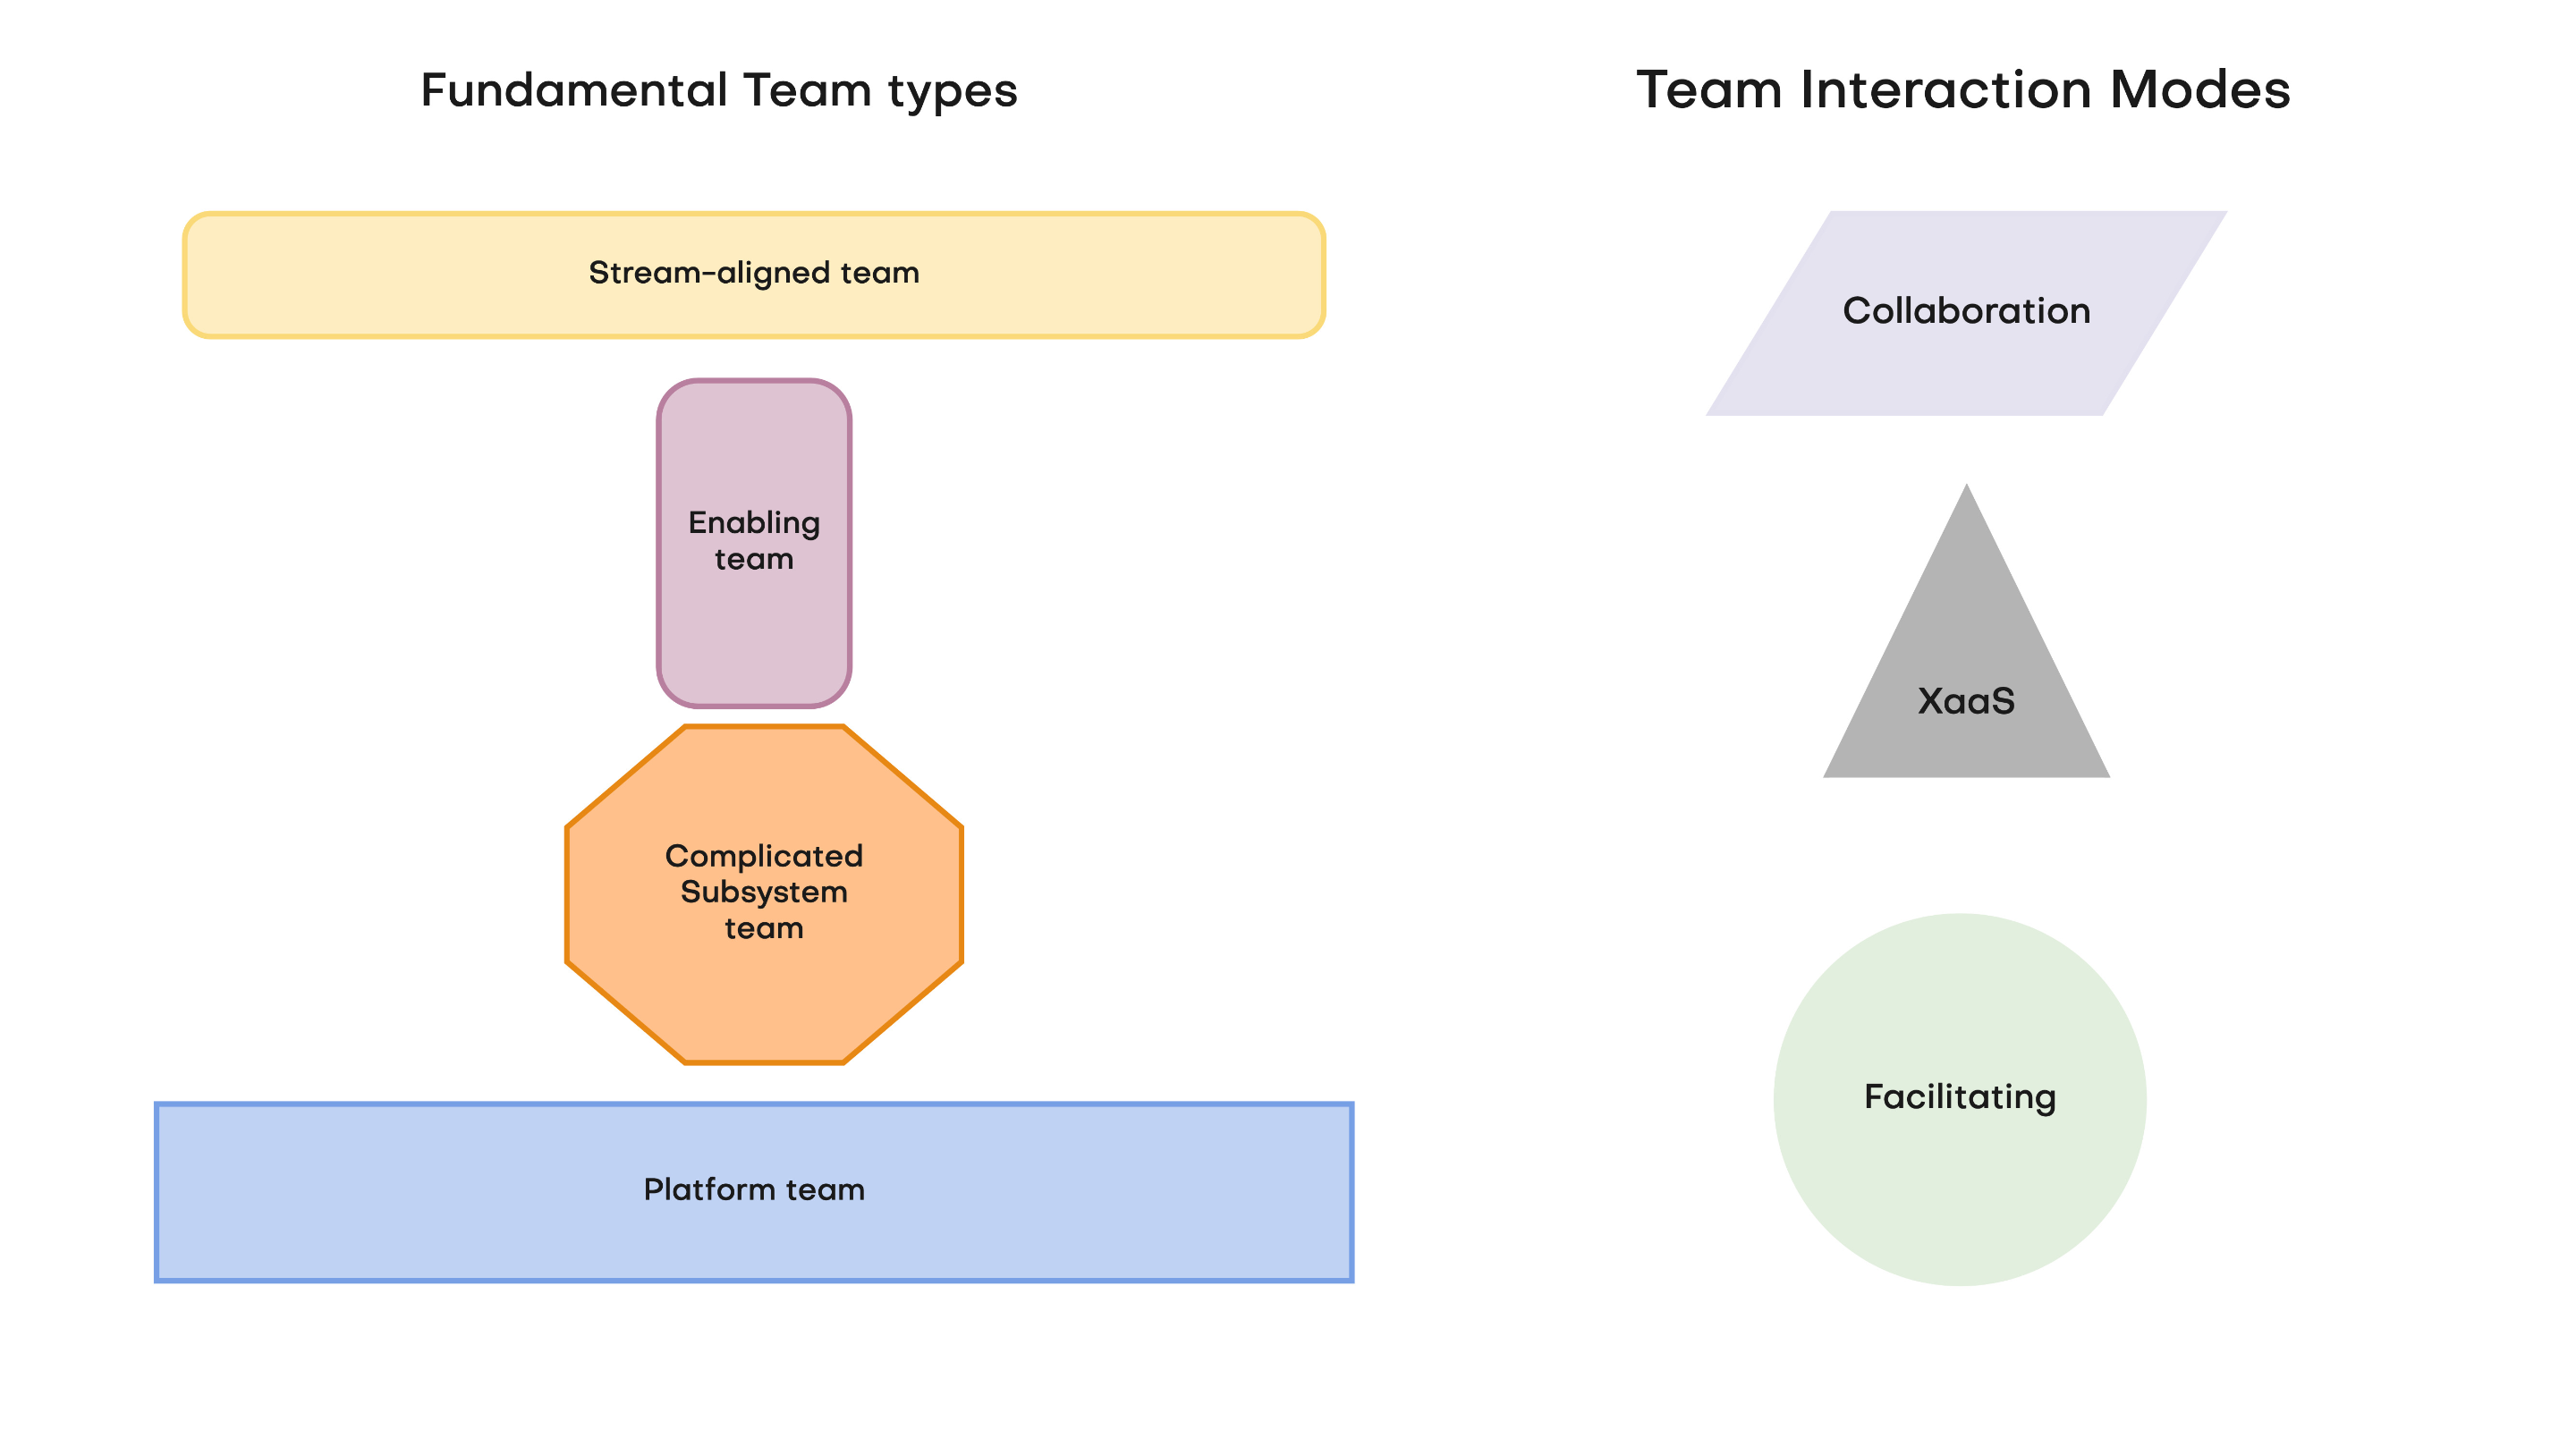 Fundamental Team types
Stream-aligned team
Enabling
team
Complicated
Subsystem
team
Platform team
Team Interaction Modes
Collaboration
XaaS
Facilitating